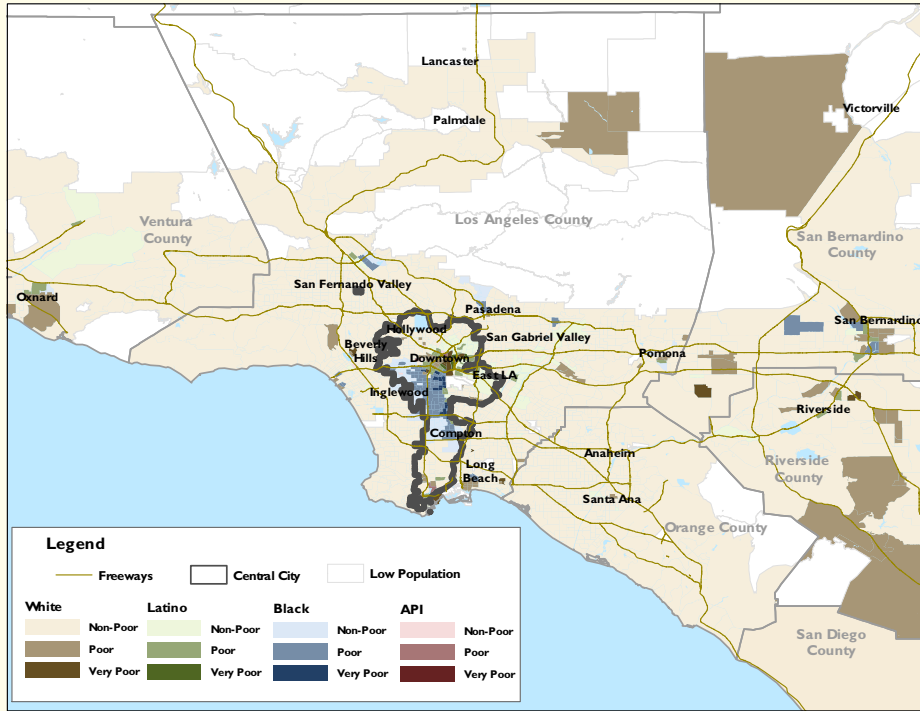 Lancaster
Victorville
Palmdale
Los Angeles County
Ventura
County
San Bernardino
County
San Fernando Valley
Oxnard
Pasadena
Hollywood
San Bernardino
San Gabriel Valley
Beverly
Hills
Downtown
Pomona
East LA
Inglewood
Riverside
Compton
Anaheim
Long
Beach
Riverside
County
Santa Ana
Orange County
San Diego
County
Legend
Freeways
Central City
Low Population
White
Latino
Black
API
Non-Poor
Non-Poor
Non-Poor
Non-Poor
Poor
Poor
Poor
Poor
Very Poor
Very Poor
Very Poor
Very Poor